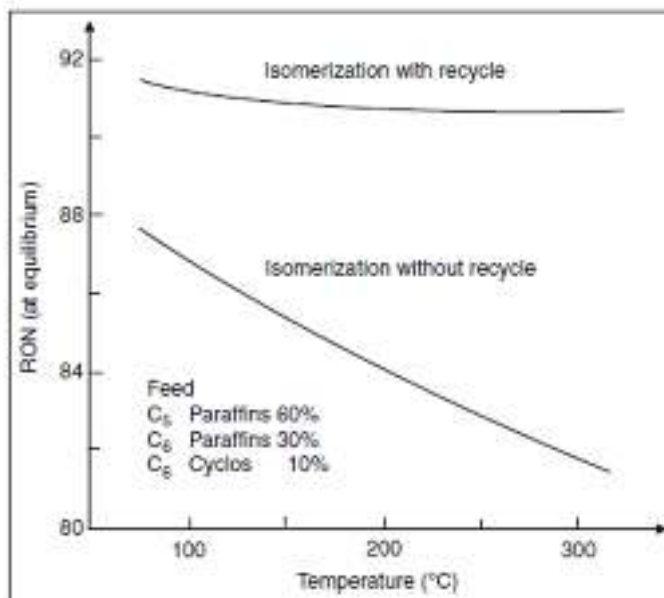 92
Isomerization with recycle
88
Isomerization without recycle
RON (at equilibrium)
84
Feed
C5 Paraffins 60%
C6 Paraffins 30%
C6 Cyclos 10%
80
100 200 300
Temperature (°C)